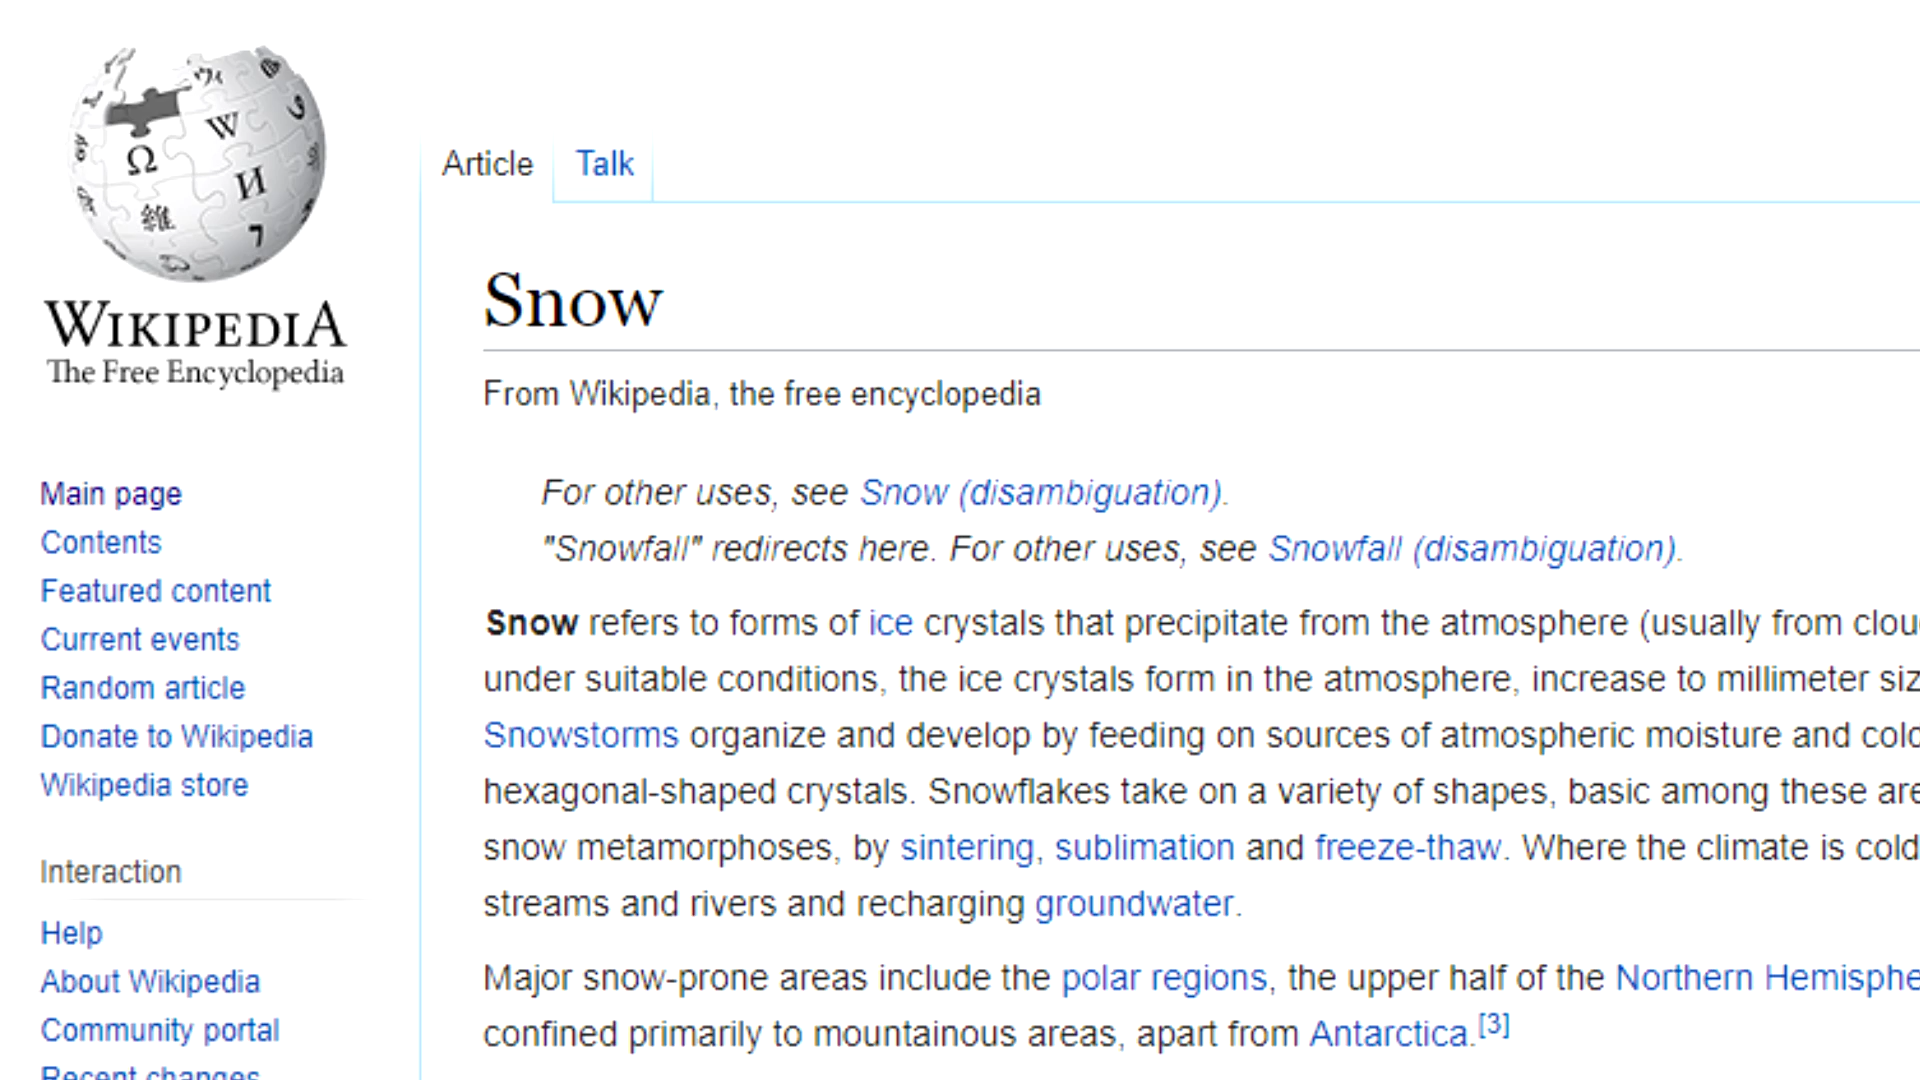 Ω
W
И
維
ウィ
7
WIKIPEDIA
The Free Encyclopedia
Main page
Contents
Featured content
Current events
Random article
Donate to Wikipedia
Wikipedia store
Interaction
Help
About Wikipedia
Community portal
Recent changes
Article
Talk
Snow
From Wikipedia, the free encyclopedia
For other uses, see Snow (disambiguation).
"Snowfall" redirects here. For other uses, see Snowfall (disambiguation).
Snow refers to forms of ice crystals that precipitate from the atmosphere (usually from
under suitable conditions, the ice crystals form in the atmosphere, increase to millimeter
Snowstorms organize and develop by feeding on sources of atmospheric moisture and
hexagonal-shaped crystals. Snowflakes take on a variety of shapes, basic among these
snow metamorphoses, by sintering, sublimation and freeze-thaw. Where the climate is cold
streams and rivers and recharging groundwater.
Major snow-prone areas include the polar regions, the upper half of the Northern
confined primarily to mountainous areas, apart from Antarctica.[3]